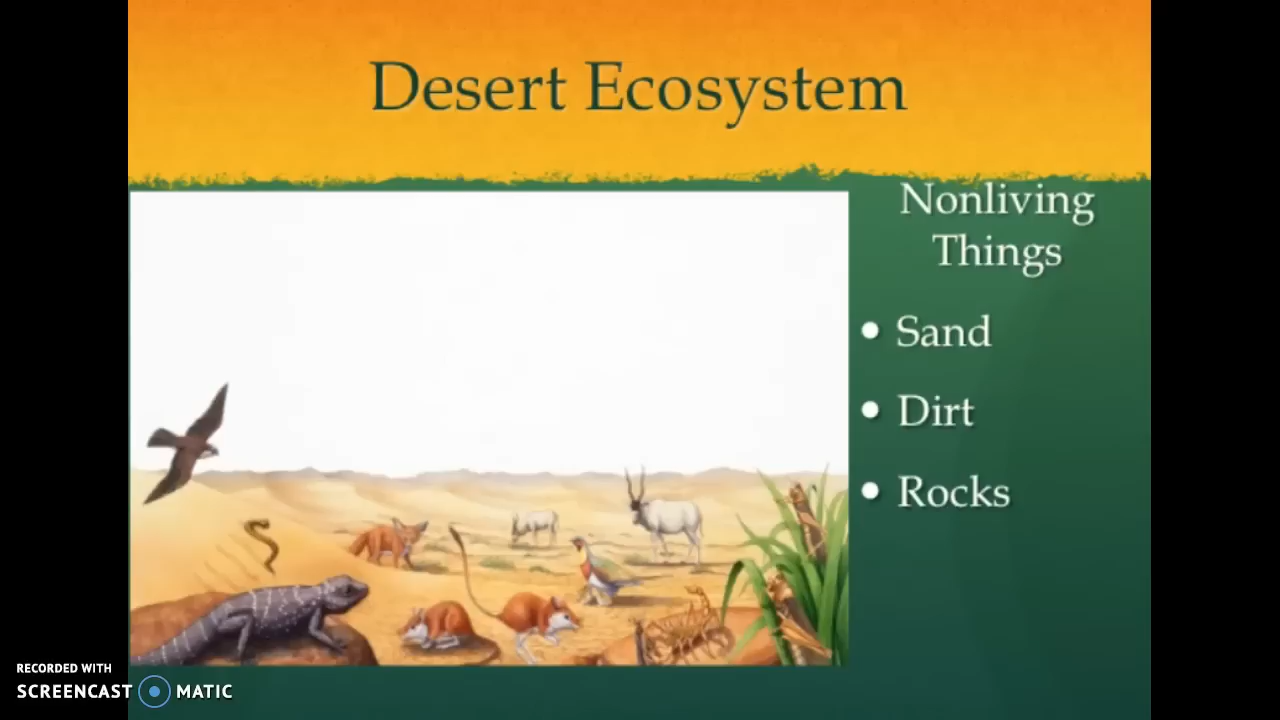 Desert Ecosystem
Nonliving
Things
• Sand
• Dirt
• Rocks
RECORDED WITH
SCREENCAST MATIC